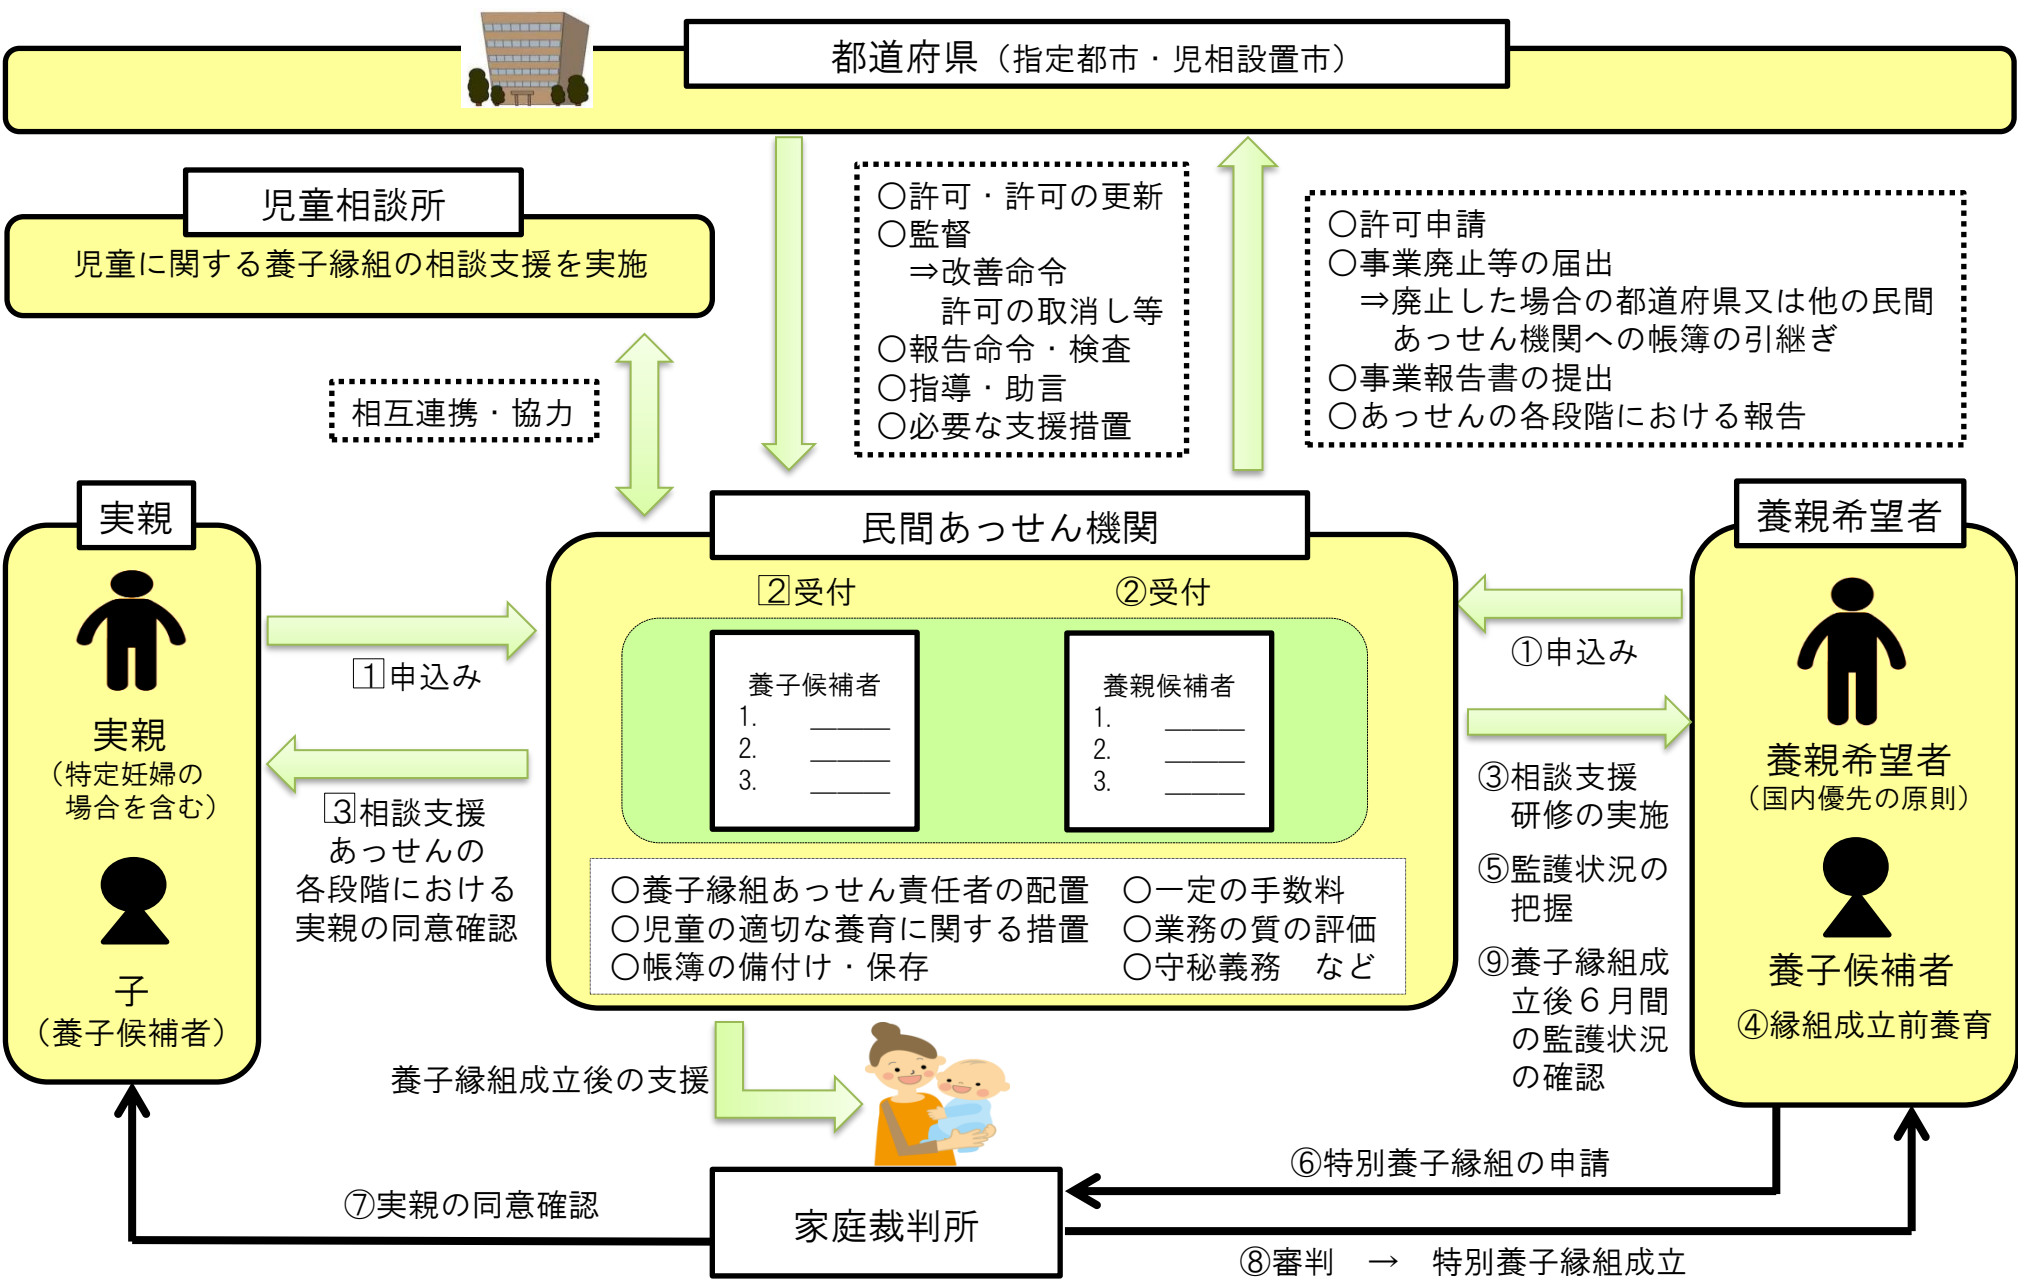 都道府県（指定都市・児相設置市）
児童相談所
児童に関する養子縁組の相談支援を実施
○許可・許可の更新
○監督
⇒改善命令
許可の取消し等
○報告命令・検査
○指導・助言
○必要な支援措置
○許可申請
○事業廃止等の届出
⇒廃止した場合の都道府県又は他の民間
あっせん機関への帳簿の引継ぎ
○事業報告書の提出
○あっせんの各段階における報告
相互連携・協力
実親
実親
（特定妊婦の
場合を含む）
子
（養子候補者）
1申込み
3相談支援
あっせんの
各段階における
実親の同意確認
民間あっせん機関
2受付
②受付
養子候補者
1. ＿＿＿
2. ＿＿＿
3. ＿＿＿
養親候補者
1. ＿＿＿
2. ＿＿＿
3. ＿＿＿
○養子縁組あっせん責任者の配置　○一定の手数料
○児童の適切な養育に関する措置　○業務の質の評価
○帳簿の備付け・保存　○守秘義務　など
①申込み
③相談支援
研修の実施
⑤監護状況の
把握
⑨養子縁組成
立後６月間
の監護状況
の確認
養親希望者
養親希望者
（国内優先の原則）
養子候補者
④縁組成立前養育
養子縁組成立後の支援
⑥特別養子縁組の申請
⑦実親の同意確認
家庭裁判所
⑧審判　→　特別養子縁組成立